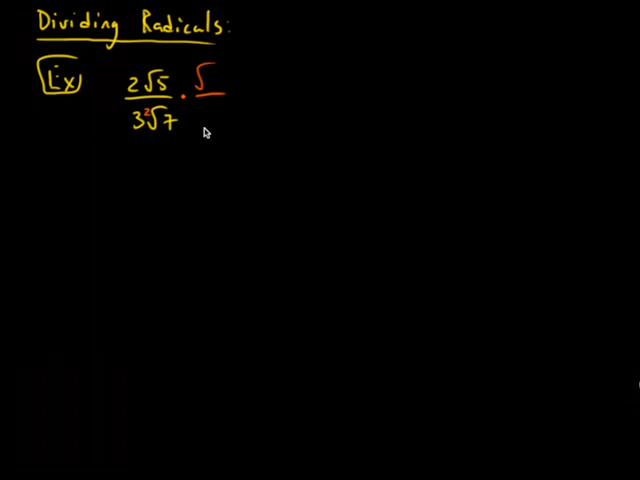 Dividing Radicals:
Ex 2√5 / 3²√7 · √